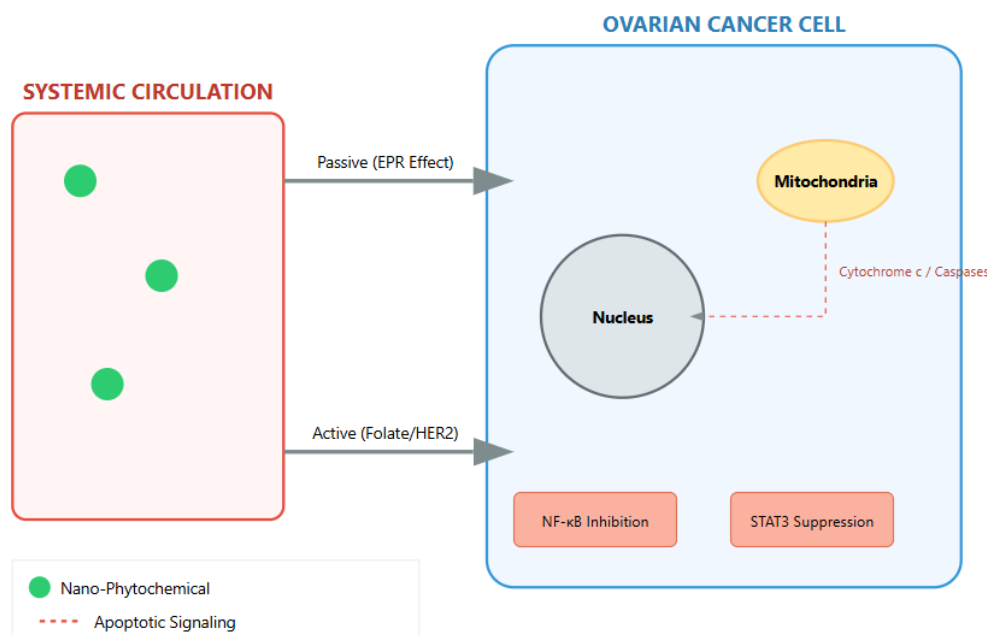 OVARIAN CANCER CELL
SYSTEMIC CIRCULATION
Passive (EPR Effect)
Mitochondria
Cytochrome c / Caspases
Nucleus
Active (Folate/HER2)
NF-κB Inhibition
STAT3 Suppression
Nano-Phytochemical
Apoptotic Signaling